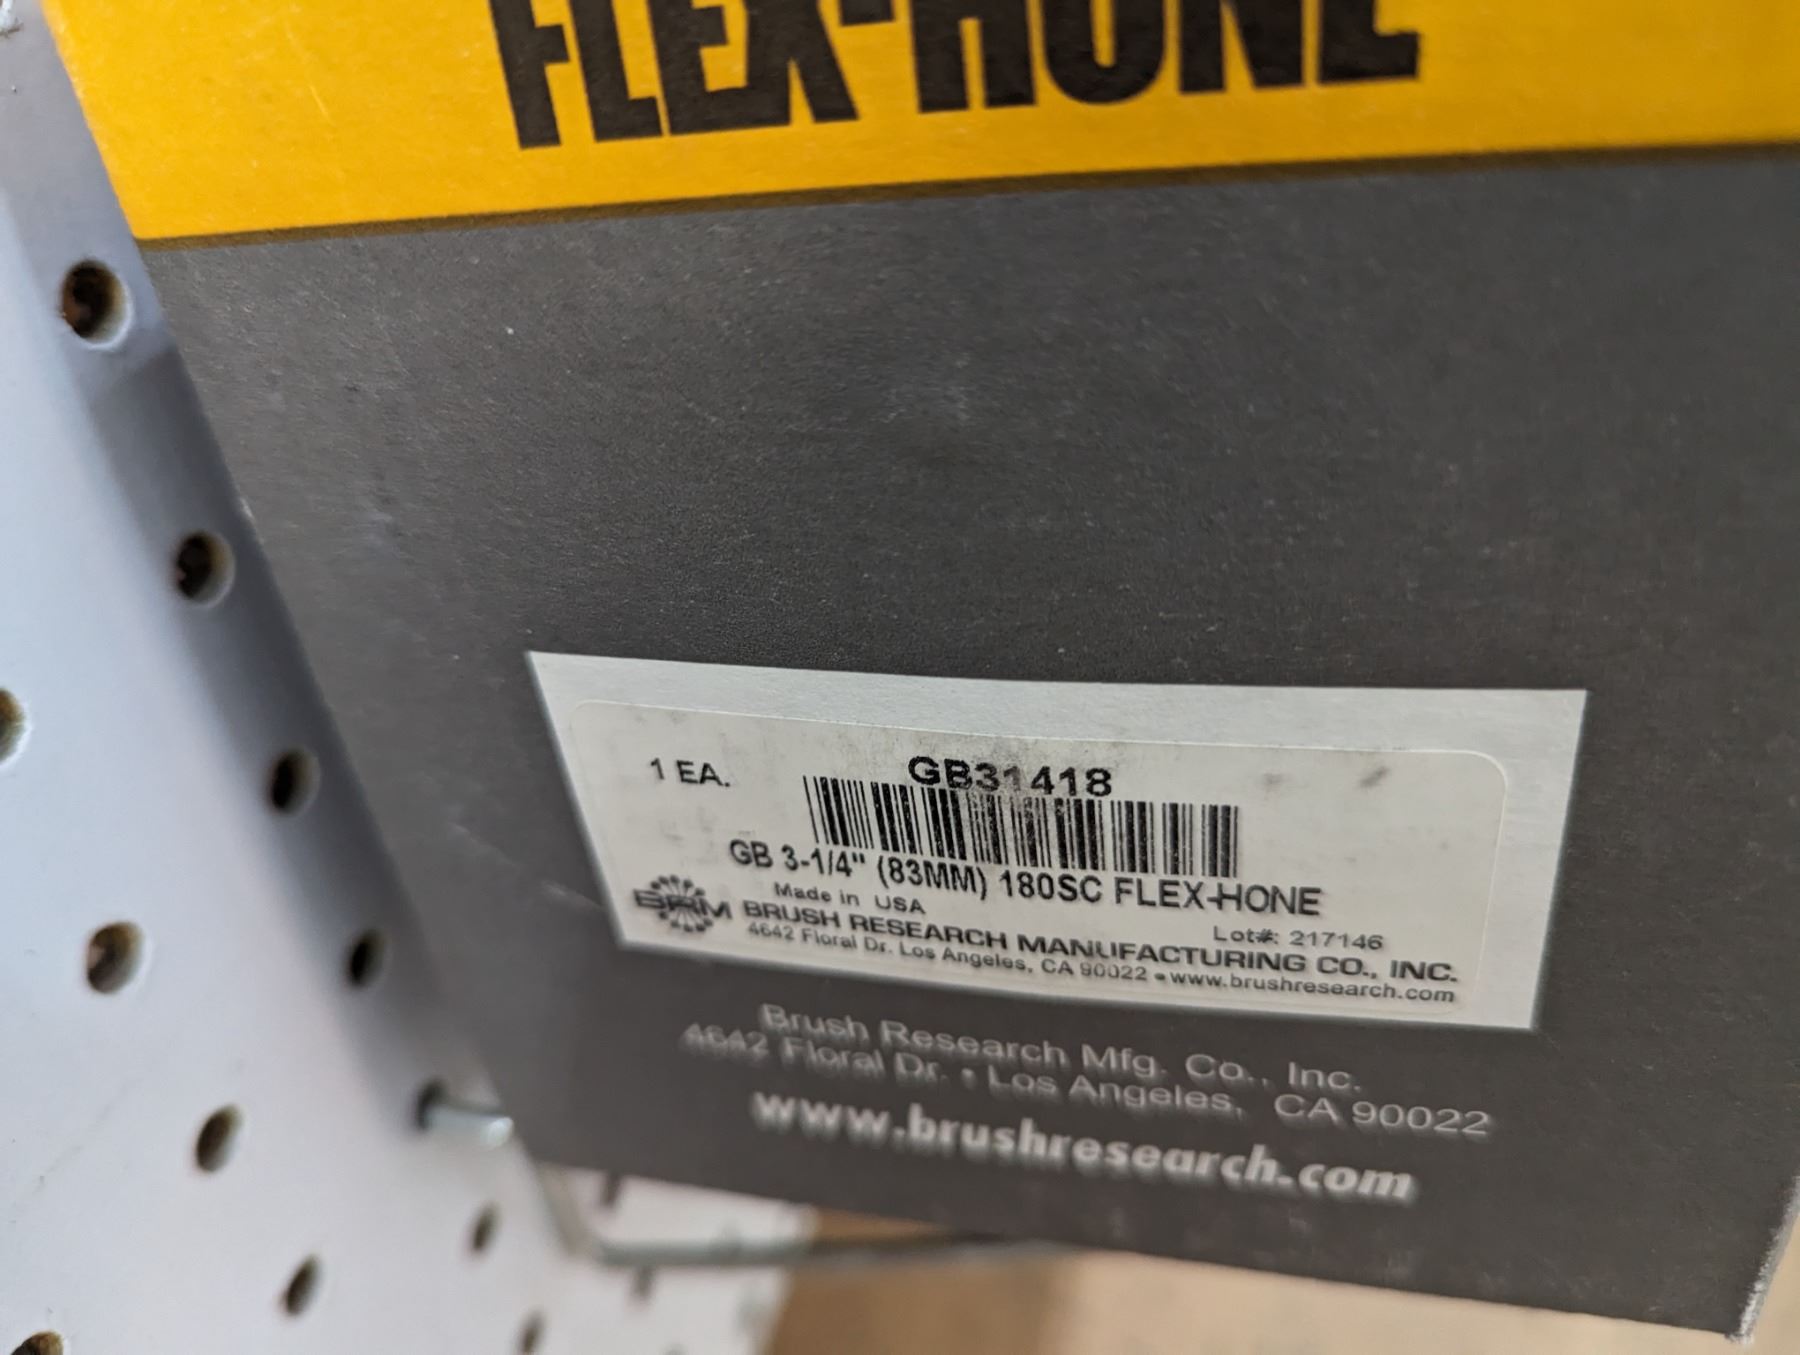 FLEX-HONE
1 EA.
GB31418
GB 3-1/4" (83MM) 180SC FLEX-HONE
Made in USA
Lot#: 217146
BRM
BRUSH RESEARCH MANUFACTURING CO., INC.
4642 Floral Dr. Los Angeles, CA 90022 • www.brushresearch.com
Brush Research Mfg. Co., Inc.
4642 Floral Dr. • Los Angeles, CA 90022
www.brushresearch.com